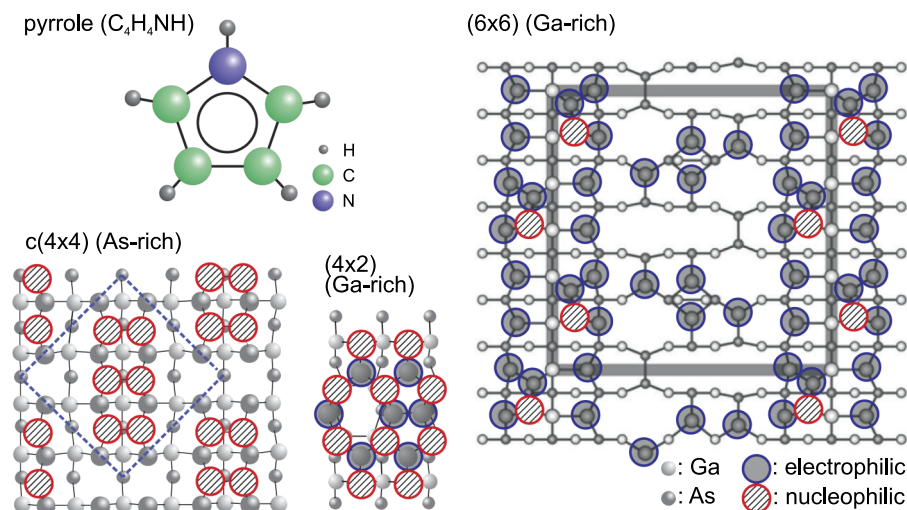 pyrrole (C₄H₄NH)
H
C
N
(6x6) (Ga-rich)
c(4x4) (As-rich)
(4x2)
(Ga-rich)
: Ga
: As
: electrophilic
: nucleophilic